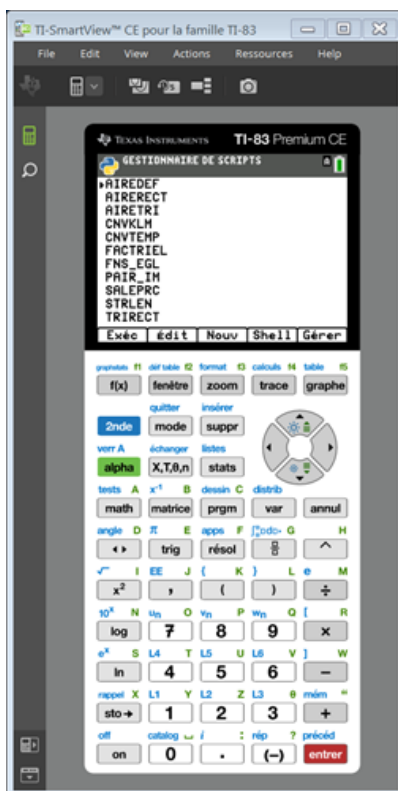 TI-SmartView™ CE pour la famille TI-83
File Edit View Actions Ressources Help
TEXAS INSTRUMENTS TI-83 Premium CE
GESTIONNAIRE DE SCRIPTS
AIREDEF
AIRERECT
AIRETRI
CNVKLM
CNVTEMP
FACTRIEL
FNS_EGL
PAIR_IM
SALEPRC
STRLEN
TRIRECT
Exéc édit Nouv Shell Gérer
graphstats f1 déf table f2 format f3 calculs f4 table f5
f(x) fenêtre zoom trace graphe
quitter insérer
2nde mode suppr
verr A échanger listes
alpha X,T,θ,n stats
tests A x⁻¹ B dessin C distrib
math matrice prgm var annul
angle D π E apps F G H
trig résol ^
√ I EE J { K } L e M
x² , ( ) ÷
10ˣ N uₙ O vₙ P wₙ Q [ R
log 7 8 9 ×
eˣ S L4 T L5 U L6 V ] W
ln 4 5 6 −
rappel X L1 Y L2 Z L3 θ mém "
sto→ 1 2 3 +
off catalog i : rép ? précéd
on 0 . (−) entrer